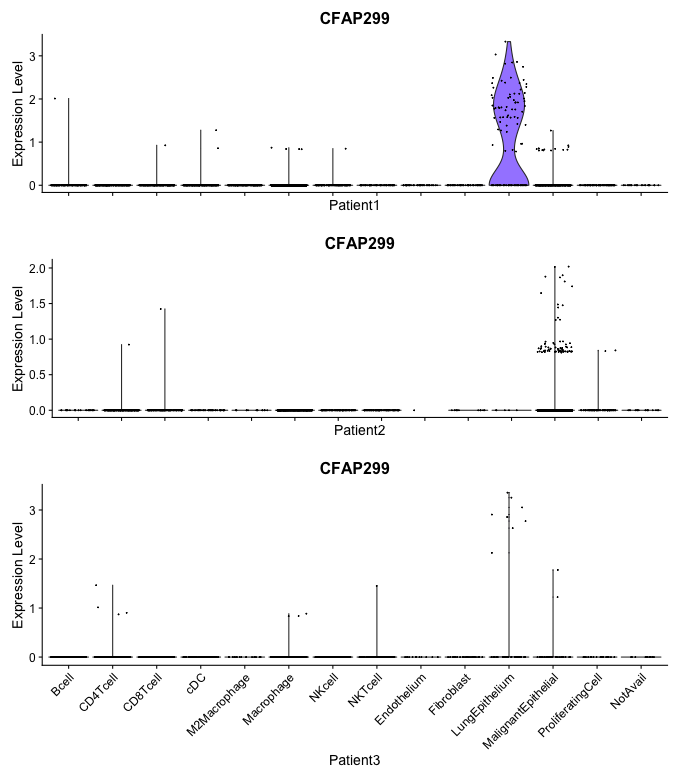 CFAP299
Expression Level
3
2
1
0
Patient1
CFAP299
Expression Level
2.0
1.5
1.0
0.5
0.0
Patient2
CFAP299
Expression Level
3
2
1
0
Bcell
CD4Tcell
CD8Tcell
cDC
M2Macrophage
Macrophage
NKcell
NKTcell
Endothelium
Fibroblast
LungEpithelium
MalignantEpithelial
ProliferatingCell
NotAvail
Patient3